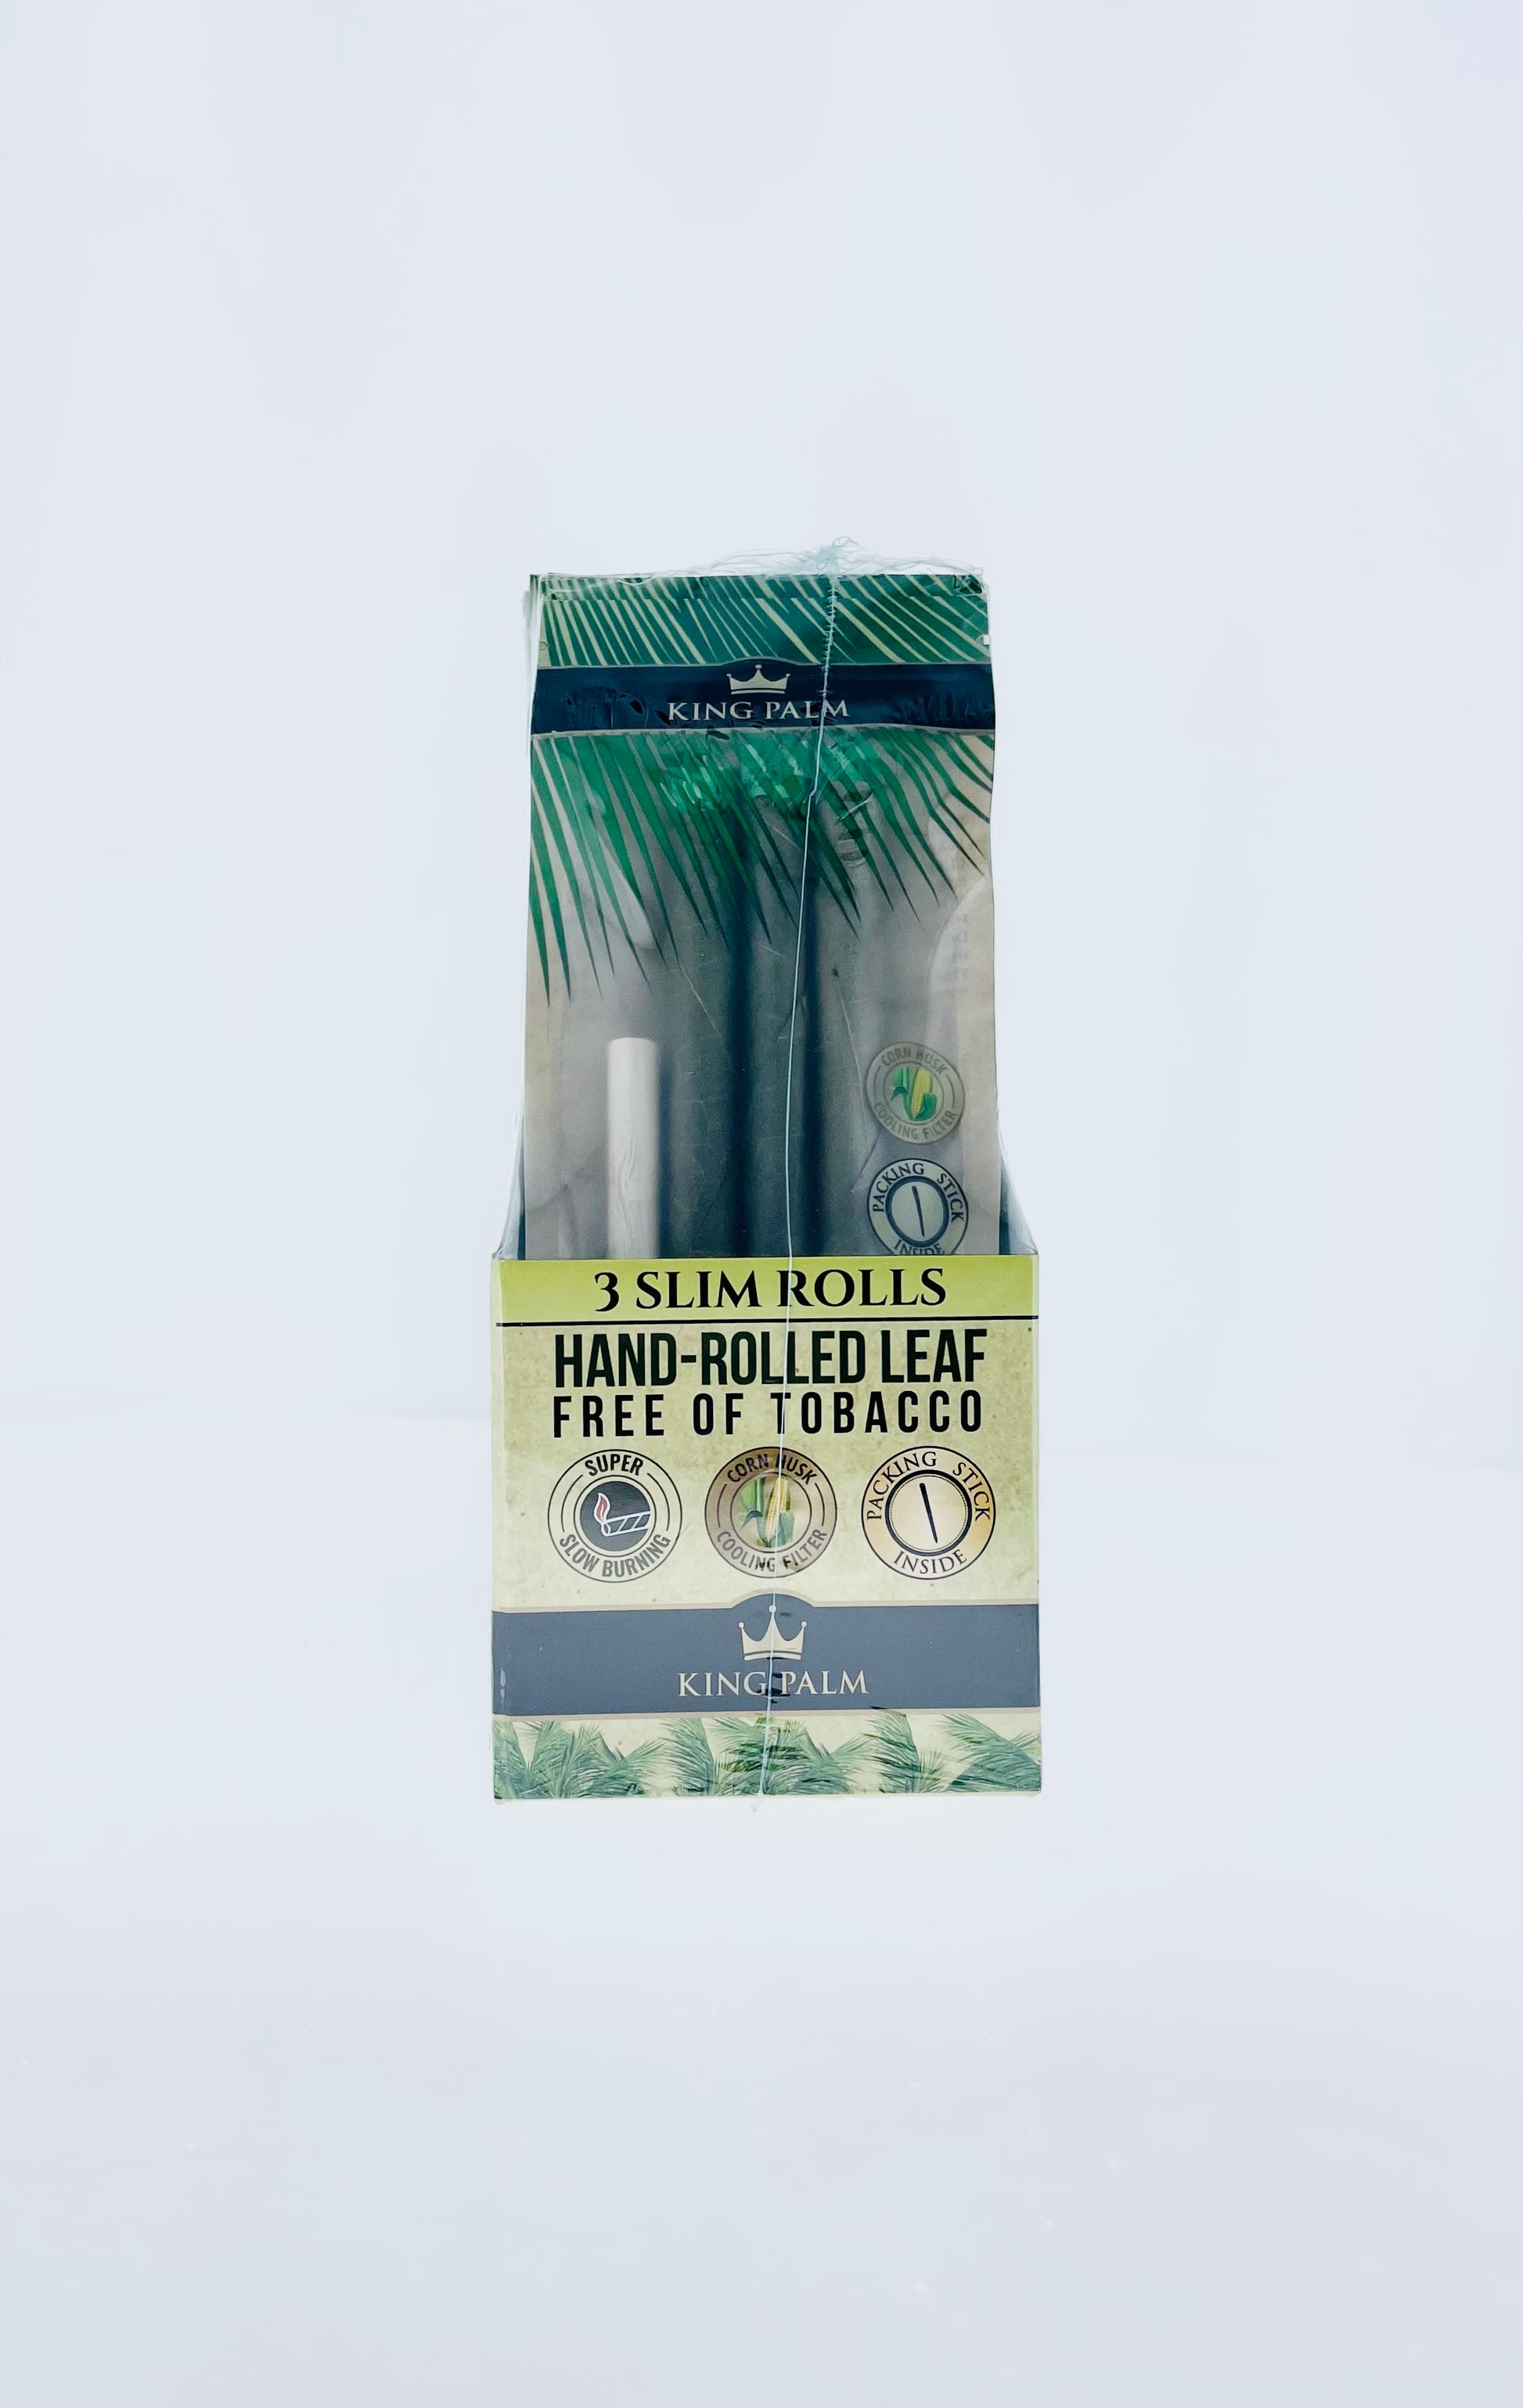 KING PALM
CORN HUSK
COOLING FILTER
PACKING STICK
INSIDE
3 SLIM ROLLS
HAND-ROLLED LEAF
FREE OF TOBACCO
SUPER
SLOW BURNING
CORN HUSK
COOLING FILTER
PACKING STICK
INSIDE
KING PALM